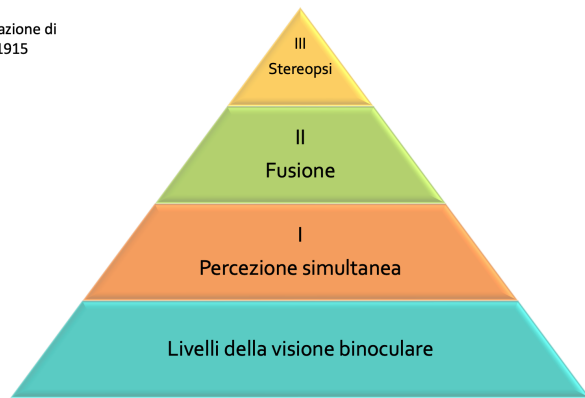 azione di
1915
III
Stereopsi
II
Fusione
I
Percezione simultanea
Livelli della visione binoculare